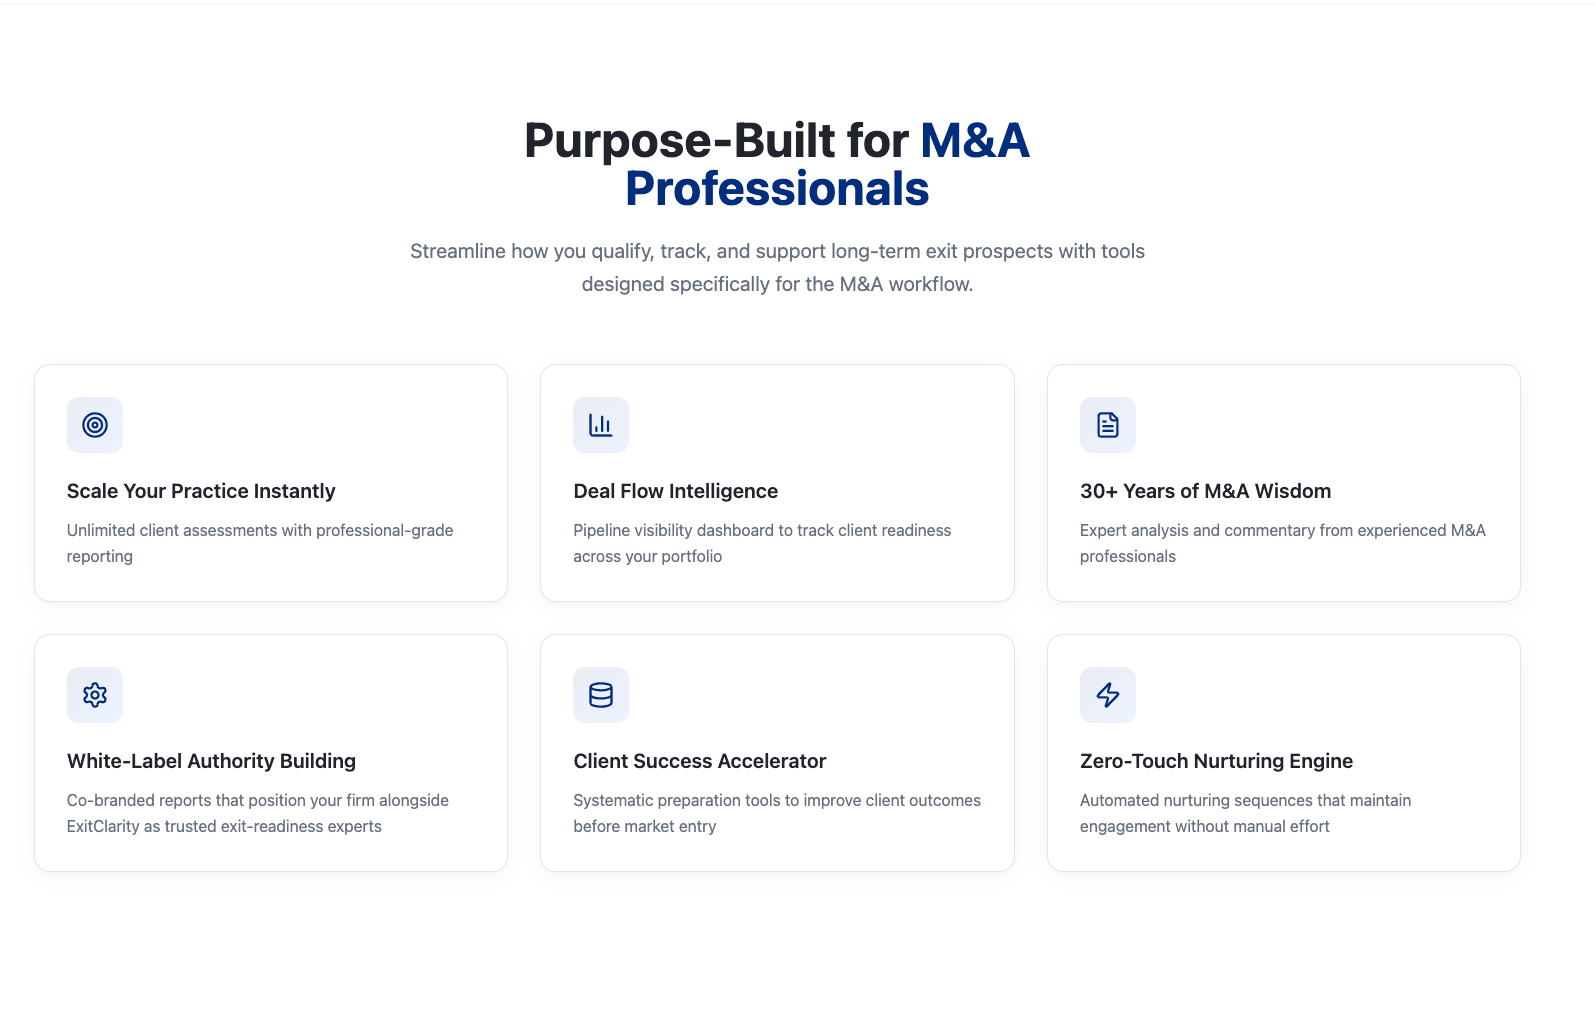 Purpose-Built for M&A
Professionals
Streamline how you qualify, track, and support long-term exit prospects with tools
designed specifically for the M&A workflow.
Scale Your Practice Instantly
Unlimited client assessments with professional-grade
reporting
Deal Flow Intelligence
Pipeline visibility dashboard to track client readiness
across your portfolio
30+ Years of M&A Wisdom
Expert analysis and commentary from experienced M&A
professionals
White-Label Authority Building
Co-branded reports that position your firm alongside
ExitClarity as trusted exit-readiness experts
Client Success Accelerator
Systematic preparation tools to improve client outcomes
before market entry
Zero-Touch Nurturing Engine
Automated nurturing sequences that maintain
engagement without manual effort